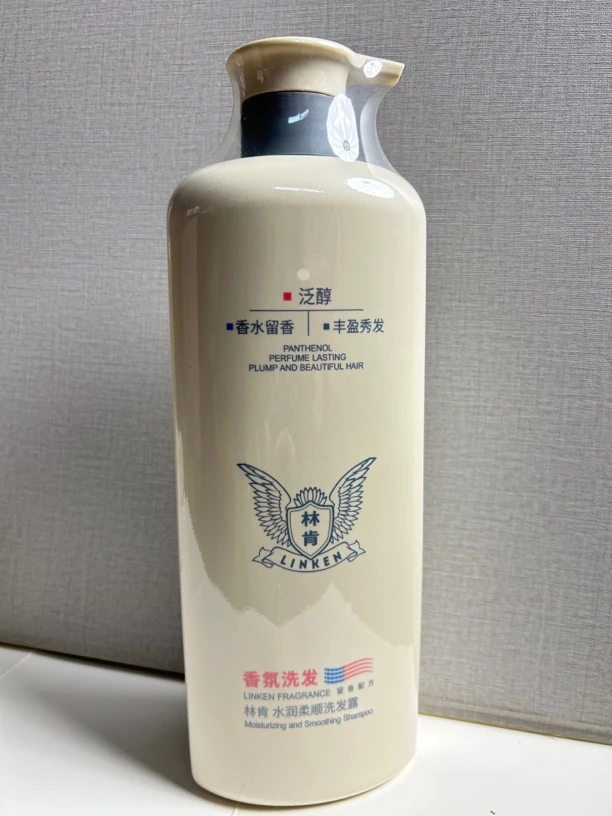 泛醇
香水留香 丰盈秀发
PANTHENOL
PERFUME LASTING
PLUMP AND BEAUTIFUL HAIR
林
肯
LINKEN
香氛洗发
LINKEN FRAGRANCE 留香配方
林肯 水润柔顺洗发露
Moisturizing and Smoothing Shampoo